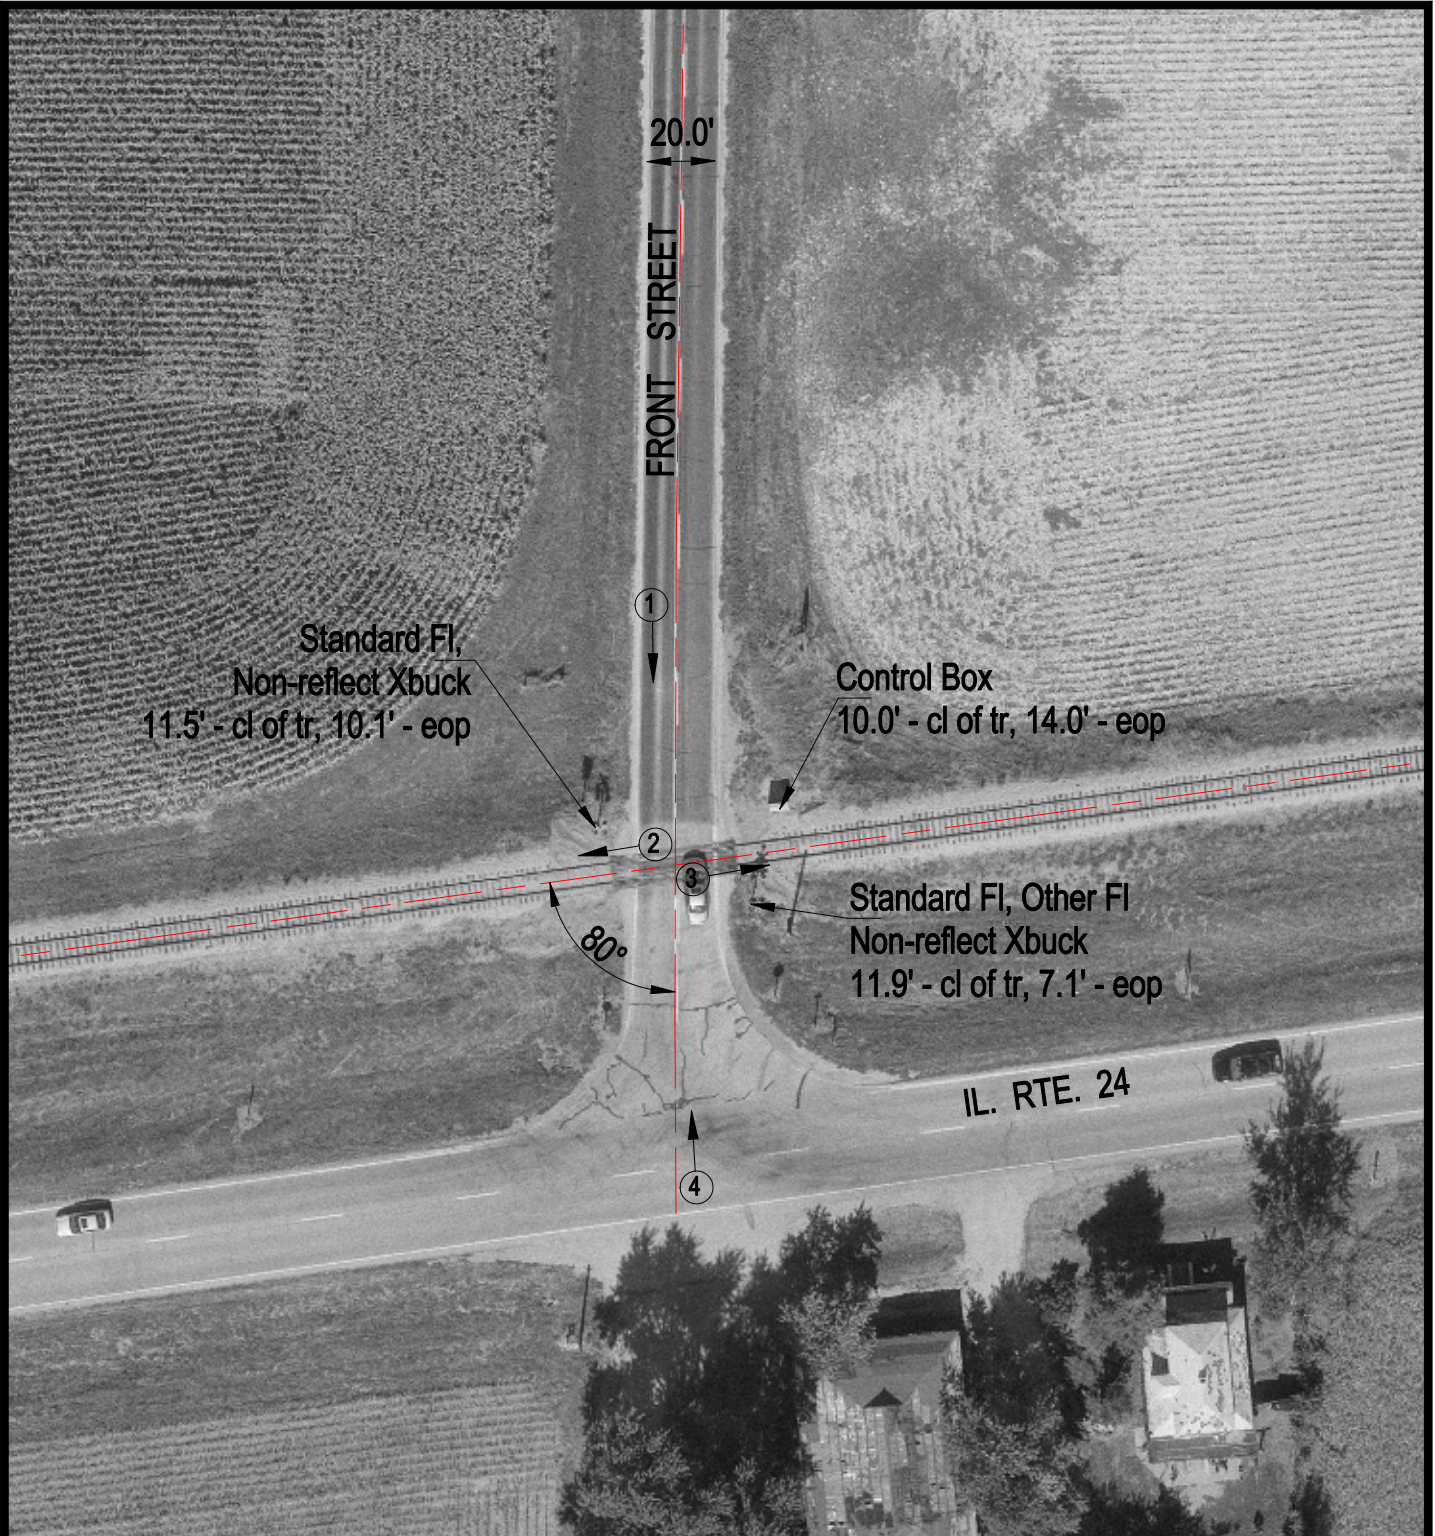 20.0'
FRONT STREET
1
Standard Fl,
Non-reflect Xbuck
11.5' - cl of tr, 10.1' - eop
Control Box
10.0' - cl of tr, 14.0' - eop
2
3
Standard Fl, Other Fl
Non-reflect Xbuck
11.9' - cl of tr, 7.1' - eop
80°
IL. RTE. 24
4